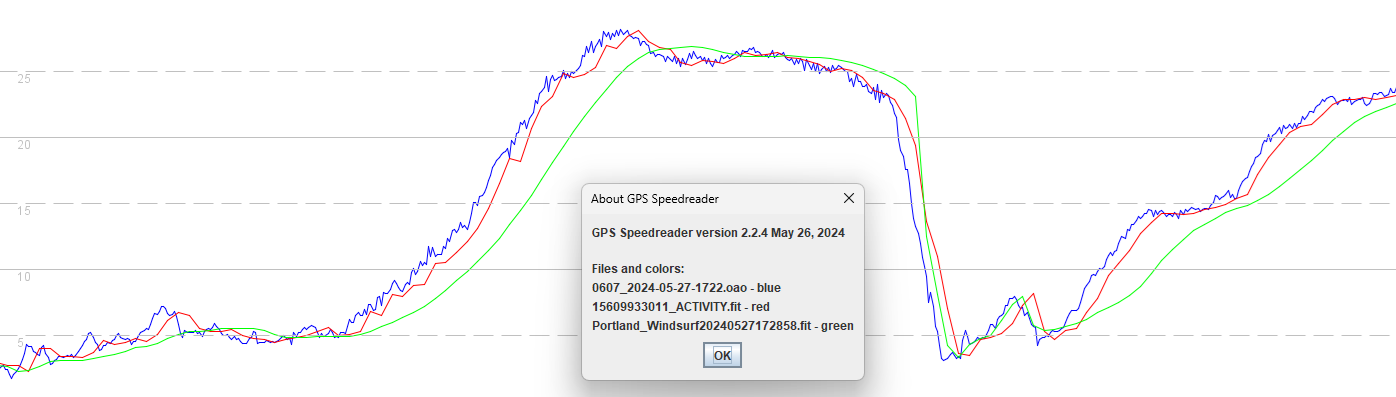 25
20
15
10
5
About GPS Speedreader
GPS Speedreader version 2.2.4 May 26, 2024
Files and colors:
0607_2024-05-27-1722.oao - blue
15609933011_ACTIVITY.fit - red
Portland_Windsurf20240527172858.fit - green
OK